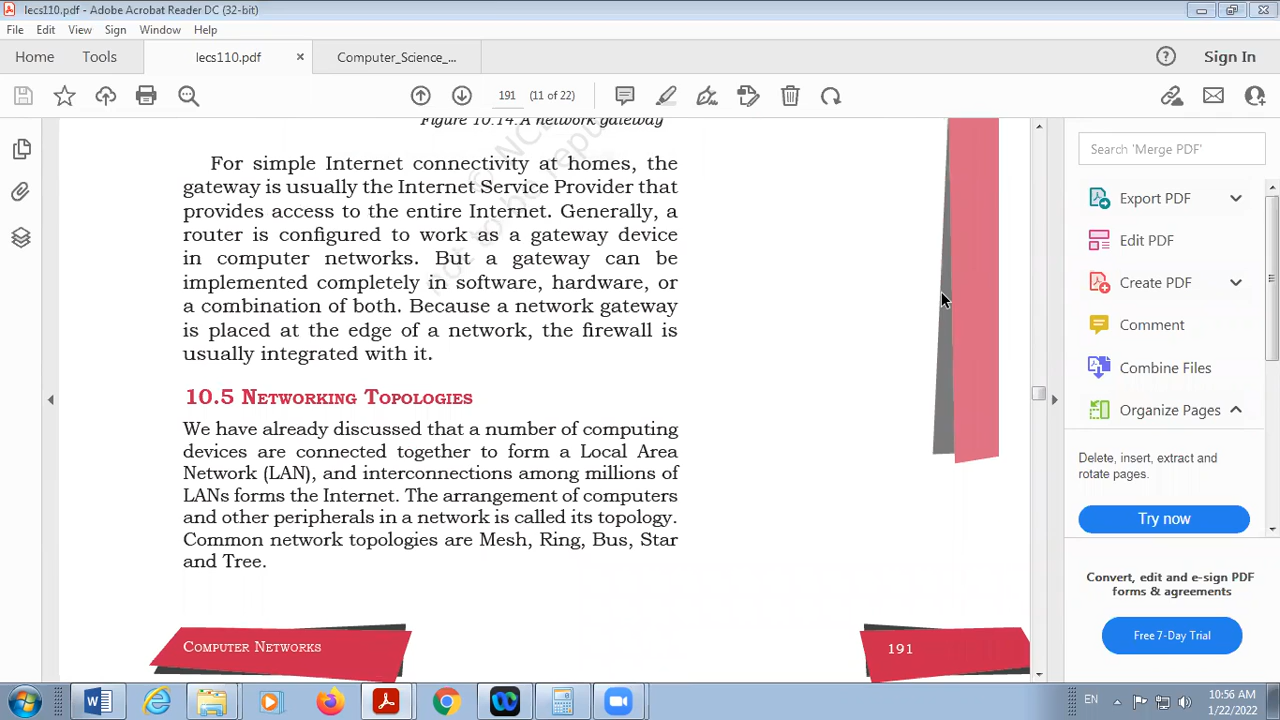 lecs110.pdf - Adobe Acrobat Reader DC (32-bit)
File Edit View Sign Window Help
Home Tools lecs110.pdf × Computer_Science_... Sign In
191 (11 of 22)
Figure 10.14: A network gateway
For simple Internet connectivity at homes, the
gateway is usually the Internet Service Provider that
provides access to the entire Internet. Generally, a
router is configured to work as a gateway device
in computer networks. But a gateway can be
implemented completely in software, hardware, or
a combination of both. Because a network gateway
is placed at the edge of a network, the firewall is
usually integrated with it.
10.5 Networking Topologies
We have already discussed that a number of computing
devices are connected together to form a Local Area
Network (LAN), and interconnections among millions of
LANs forms the Internet. The arrangement of computers
and other peripherals in a network is called its topology.
Common network topologies are Mesh, Ring, Bus, Star
and Tree.
Computer Networks
191
not to be repu
Search 'Merge PDF'
Export PDF
Edit PDF
Create PDF
Comment
Combine Files
Organize Pages
Delete, insert, extract and
rotate pages.
Try now
Convert, edit and e-sign PDF
forms & agreements
Free 7-Day Trial
EN
10:56 AM
1/22/2022